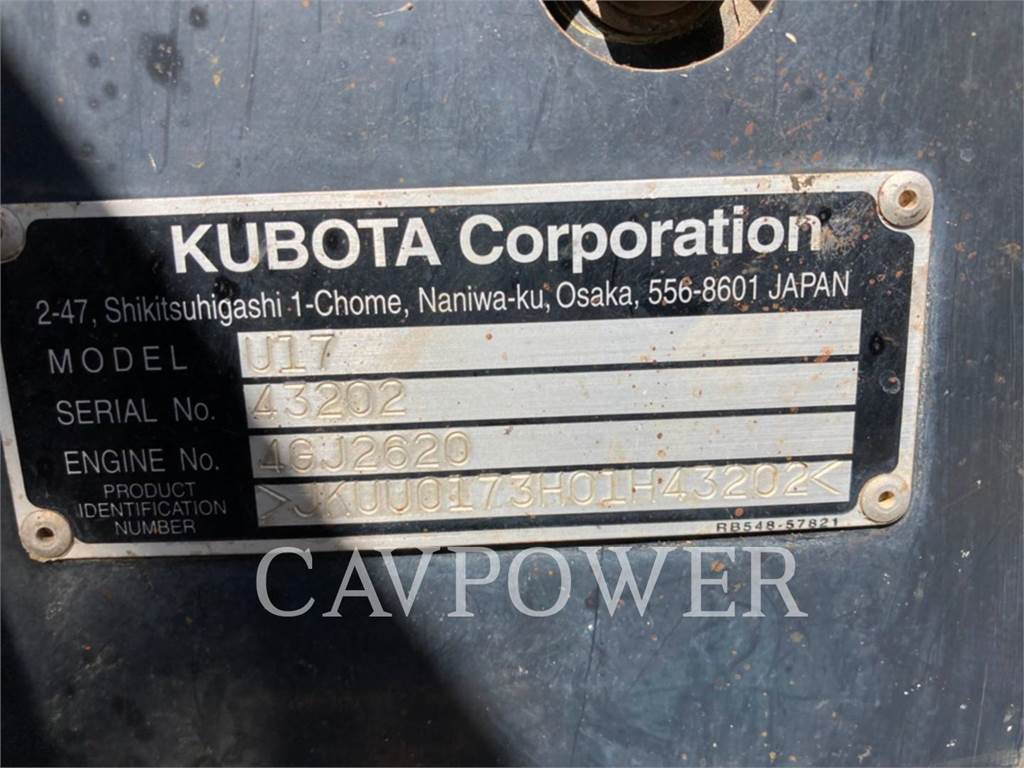 KUBOTA Corporation
2-47, Shikitsuhigashi 1-Chome, Naniwa-ku, Osaka, 556-8601 JAPAN
MODEL U17
SERIAL No. 43202
ENGINE No. 4GJ2620
PRODUCT
IDENTIFICATION
NUMBER >JKUU0173H01H43202<
RB548-57821
CAVPOWER